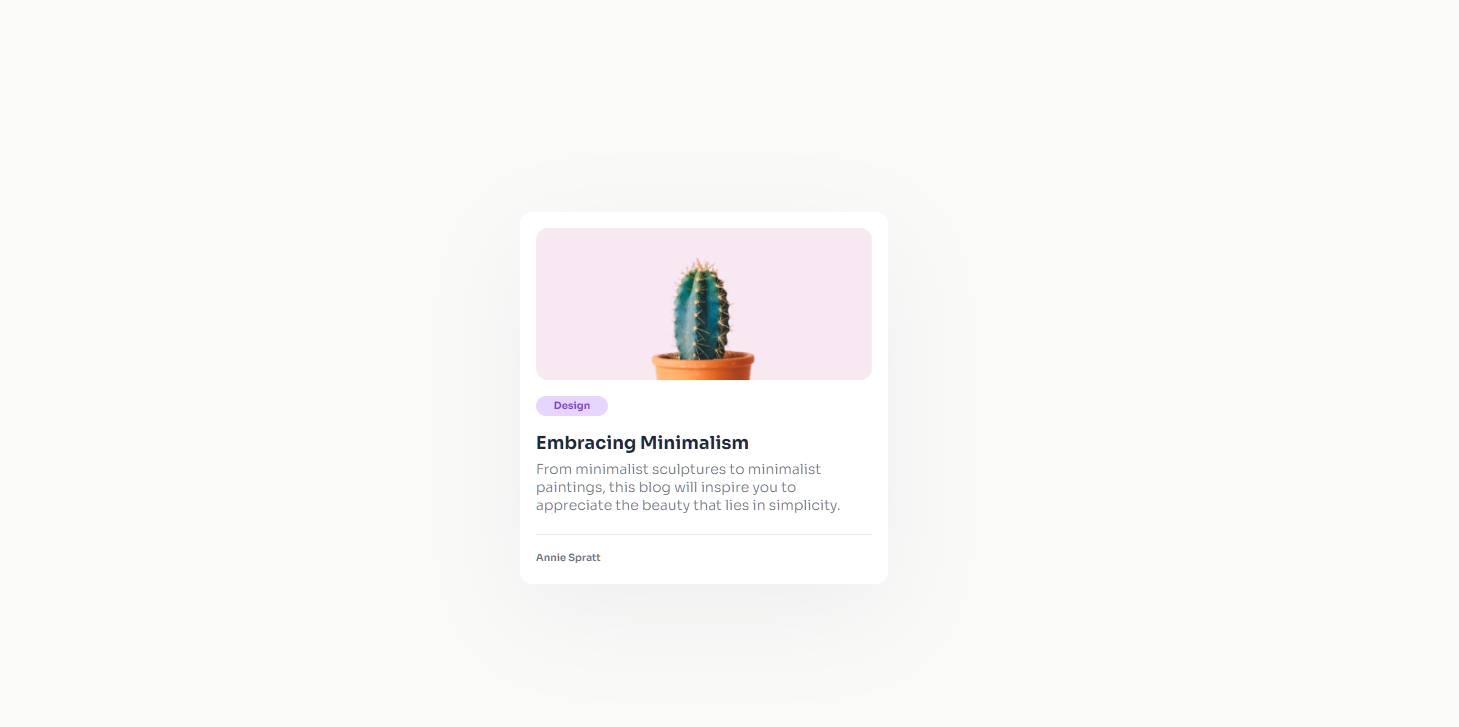 Design
Embracing Minimalism
From minimalist sculptures to minimalist
paintings, this blog will inspire you to
appreciate the beauty that lies in simplicity.
Annie Spratt